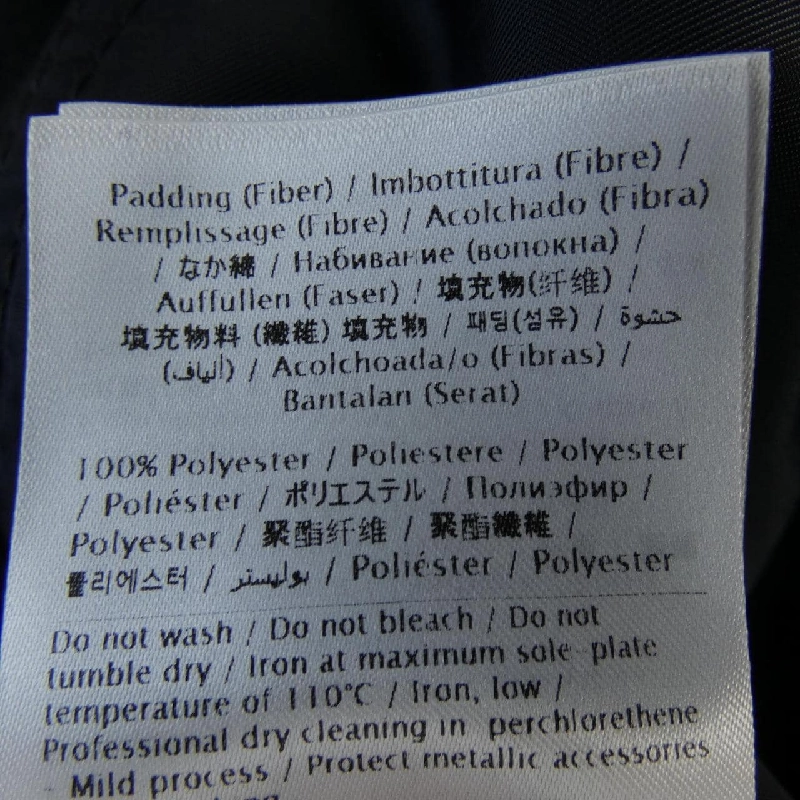 Padding (Fiber) / Imbottitura (Fibre) /
Remplissage (Fibre) / Acolchado (Fibra)
/ なか綿 / Набивание (вопокна) /
Auffullen (Faser) / 填充物(纤维) /
填充物料 (纖維) 填充物 / 패딩(섬유) / حشوة
(ألياف) / Acolchoada/o (Fibras) /
Bantalan (Serat)
100% Polyester / Poliestere / Polyester
/ Poliéster / ポリエステル / Полиэфир /
Polyester / 聚酯纤维 / 聚酯纖維 /
폴리에스터 / بوليستر / Poliéster / Polyester
Do not wash / Do not bleach / Do not
tumble dry / Iron at maximum sole-plate
temperature of 110°C / Iron, low /
Professional dry cleaning in perchlorethene
- Mild process / Protect metallic accessories